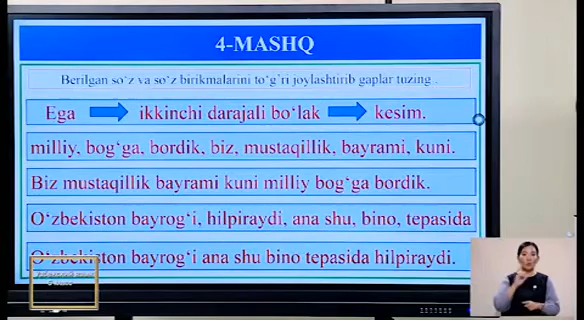 4-MASHQ
Berilgan so‘z va so‘z birikmalarini to‘g‘ri joylashtirib gaplar tuzing .
Ega ikkinchi darajali bo‘lak kesim.
milliy, bog‘ga, bordik, biz, mustaqillik, bayrami, kuni.
Biz mustaqillik bayrami kuni milliy bog‘ga bordik.
O‘zbekiston bayrog‘i, hilpiraydi, ana shu, bino, tepasida
O‘zbekiston bayrog‘i ana shu bino tepasida hilpiraydi.